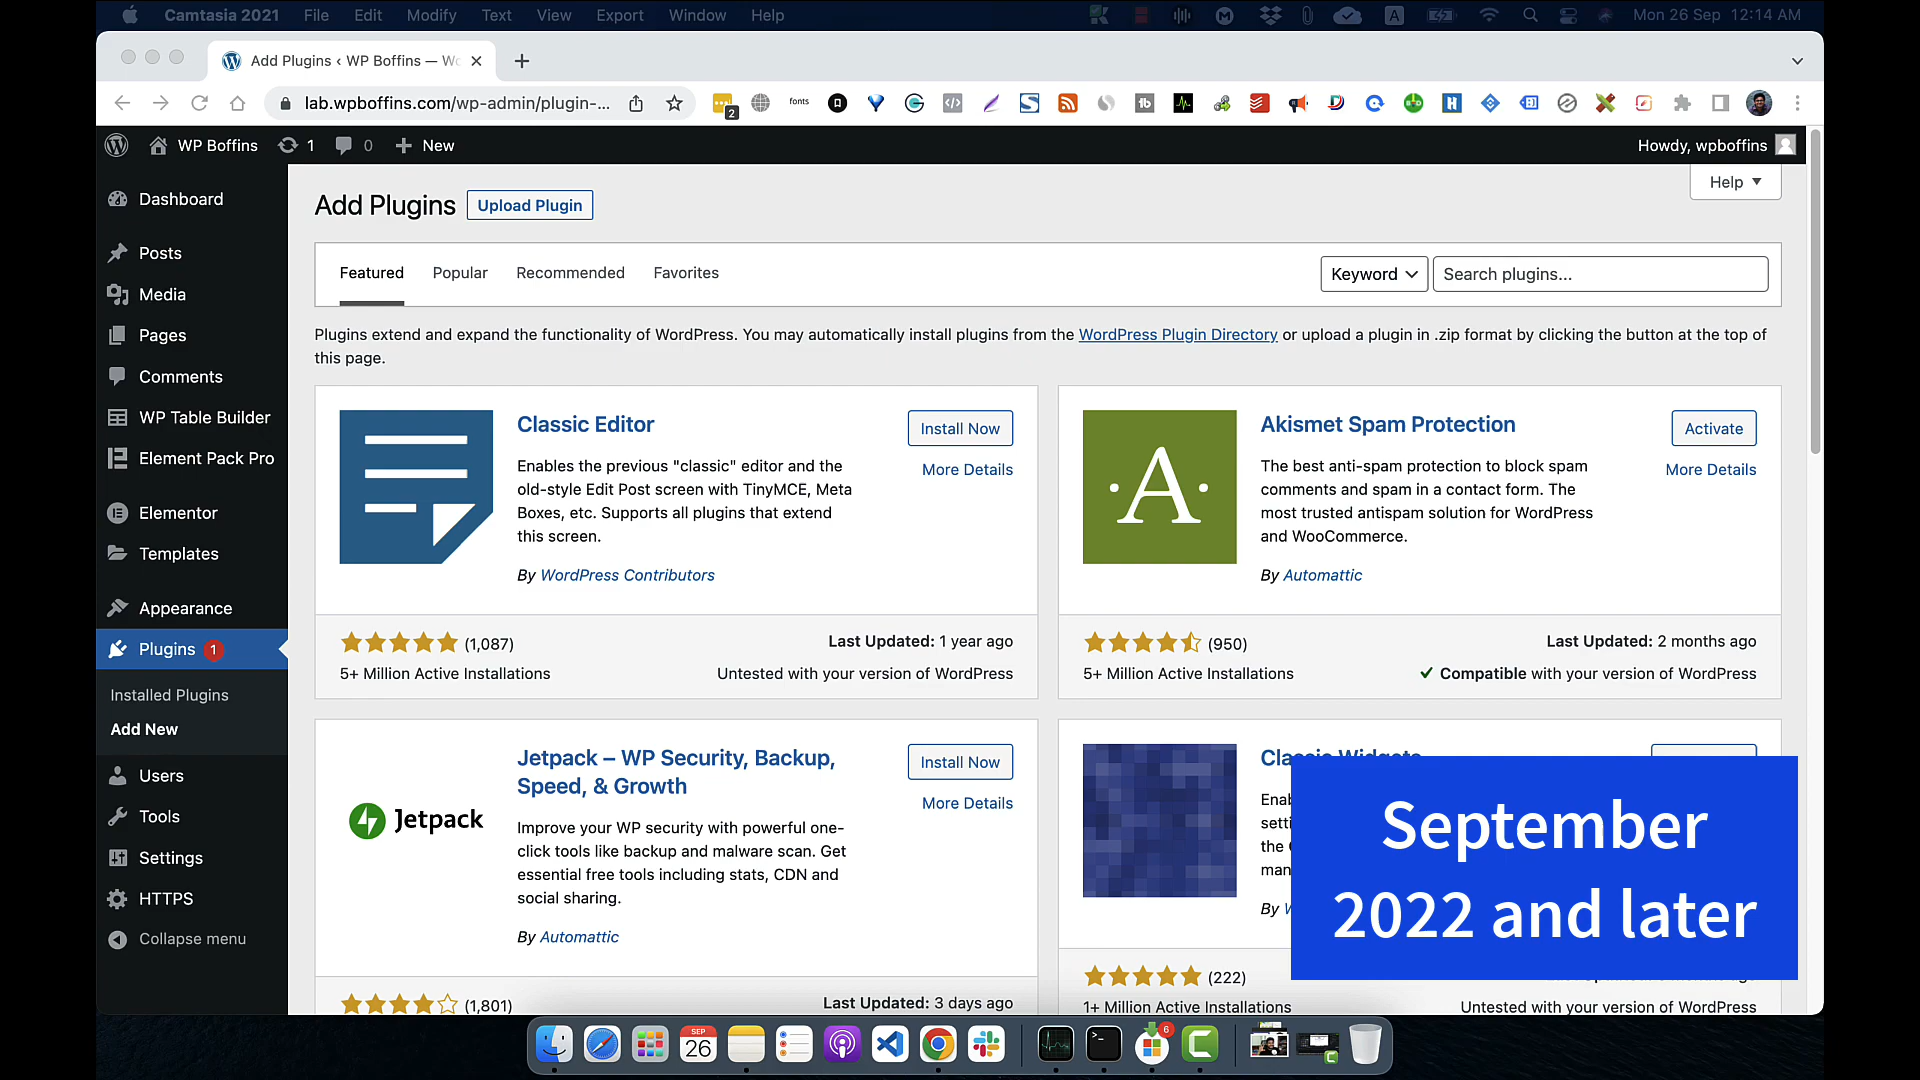 Camtasia 2021 File Edit Modify Text View Export Window Help Mon 26 Sep 12:14 AM
Add Plugins ‹ WP Boffins — Wo
lab.wpboffins.com/wp-admin/plugin-...
2
fonts
WP Boffins 1 0 New Howdy, wpboffins
Help
Dashboard
Posts
Media
Pages
Comments
WP Table Builder
Element Pack Pro
Elementor
Templates
Appearance
Plugins 1
Installed Plugins
Add New
Users
Tools
Settings
HTTPS
Collapse menu
Add Plugins Upload Plugin
Featured Popular Recommended Favorites Keyword Search plugins...
Plugins extend and expand the functionality of WordPress. You may automatically install plugins from the WordPress Plugin Directory or upload a plugin in .zip format by clicking the button at the top of
this page.
Classic Editor
Install Now
More Details
Enables the previous "classic" editor and the
old-style Edit Post screen with TinyMCE, Meta
Boxes, etc. Supports all plugins that extend
this screen.
By WordPress Contributors
(1,087) Last Updated: 1 year ago
5+ Million Active Installations Untested with your version of WordPress
A
Akismet Spam Protection
Activate
More Details
The best anti-spam protection to block spam
comments and spam in a contact form. The
most trusted antispam solution for WordPress
and WooCommerce.
By Automattic
(950) Last Updated: 2 months ago
5+ Million Active Installations Compatible with your version of WordPress
Jetpack
Jetpack – WP Security, Backup,
Speed, & Growth
Install Now
More Details
Improve your WP security with powerful one-
click tools like backup and malware scan. Get
essential free tools including stats, CDN and
social sharing.
By Automattic
(1,801) Last Updated: 3 days ago
Classic Widgets
the
By
(222)
1+ Million Active Installations Untested with your version of WordPress
September
2022 and later
SEP
26
6